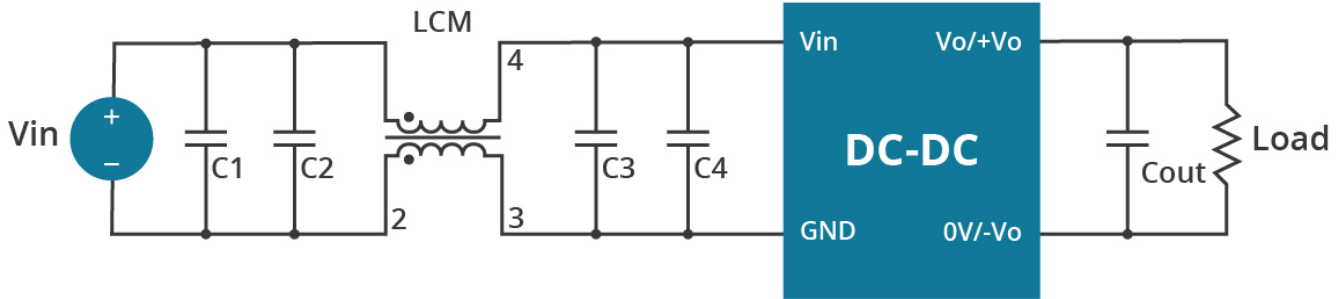 LCM
4
Vin
+
−
C1
C2
2
3
C3
C4
Vin
Vo/+Vo
DC-DC
GND
0V/-Vo
Cout
Load